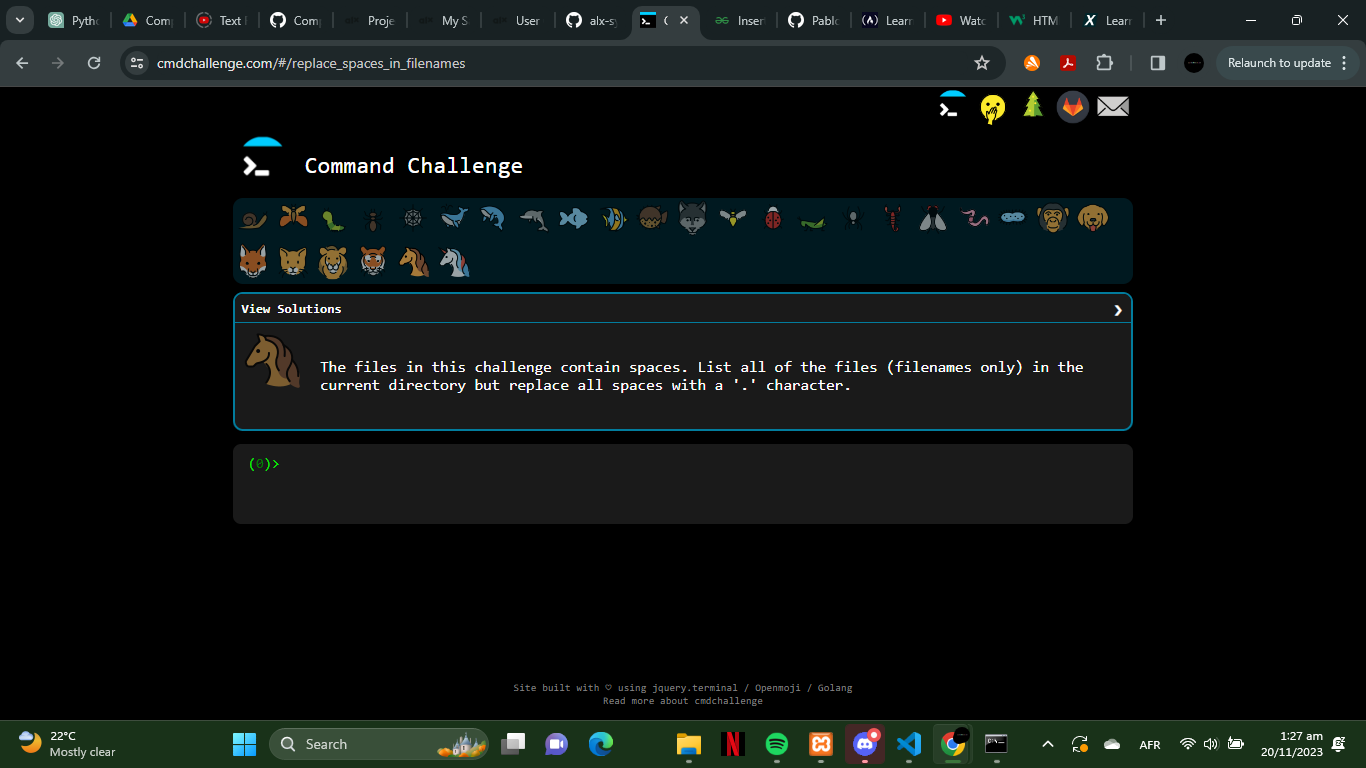 Pytho
Comp
Text
Comp
Proje
My S
User
alx-sy
C
Inser
Pablo
Learn
Watc
HTM
Learn
cmdchallenge.com/#/replace_spaces_in_filenames
Relaunch to update
Command Challenge
View Solutions
The files in this challenge contain spaces. List all of the files (filenames only) in the
current directory but replace all spaces with a '.' character.
(0)>
Site built with ♡ using jquery.terminal / Openmoji / Golang
Read more about cmdchallenge
22°C
Mostly clear
Search
AFR
1:27 am
20/11/2023